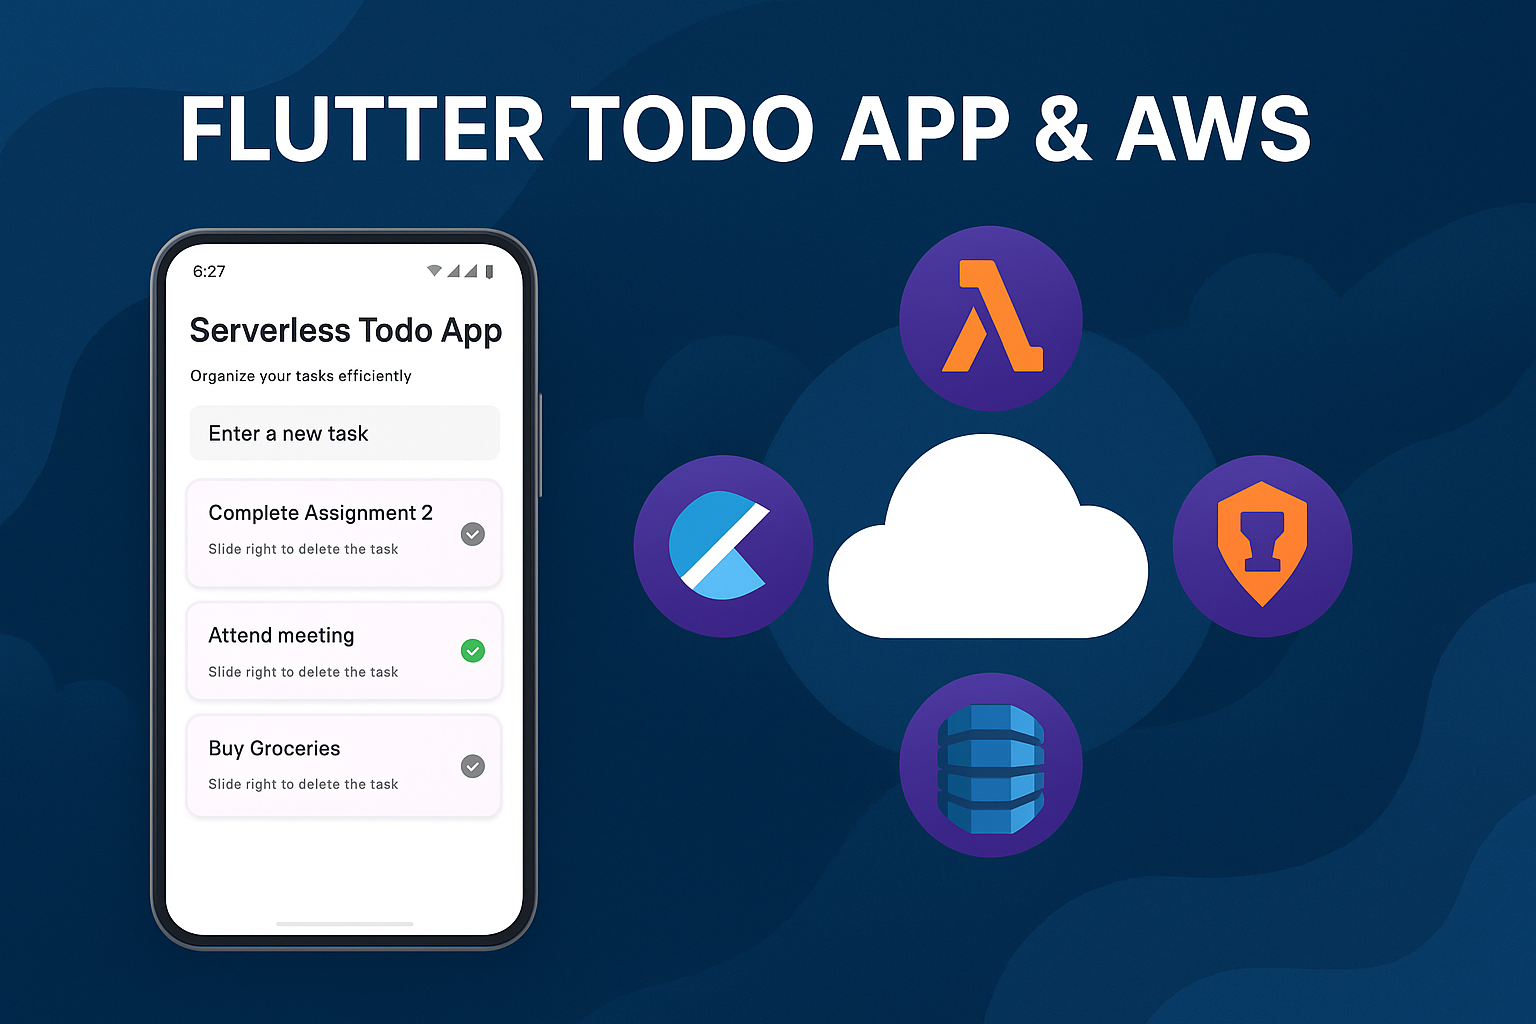 FLUTTER TODO APP & AWS
6:27
Serverless Todo App
Organize your tasks efficiently
Enter a new task
Complete Assignment 2
Slide right to delete the task
Attend meeting
Slide right to delete the task
Buy Groceries
Slide right to delete the task